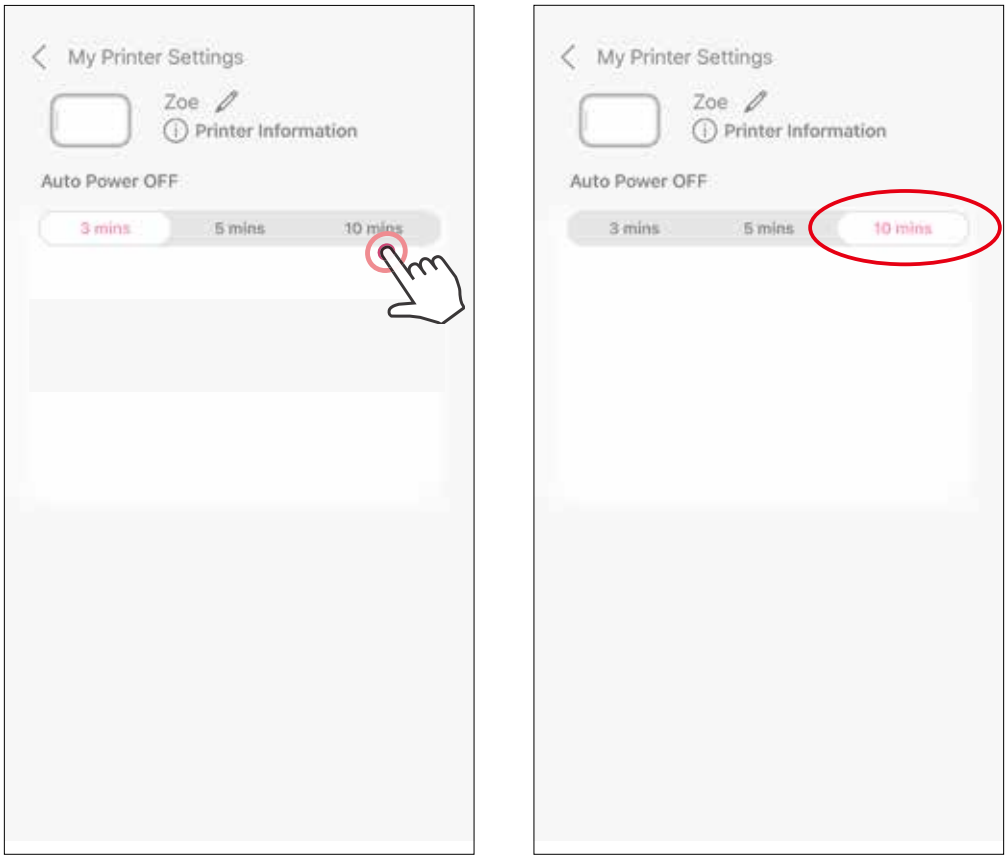 My Printer Settings
Zoe
Printer Information
Auto Power OFF
3 mins 5 mins 10 mins
My Printer Settings
Zoe
Printer Information
Auto Power OFF
3 mins 5 mins 10 mins